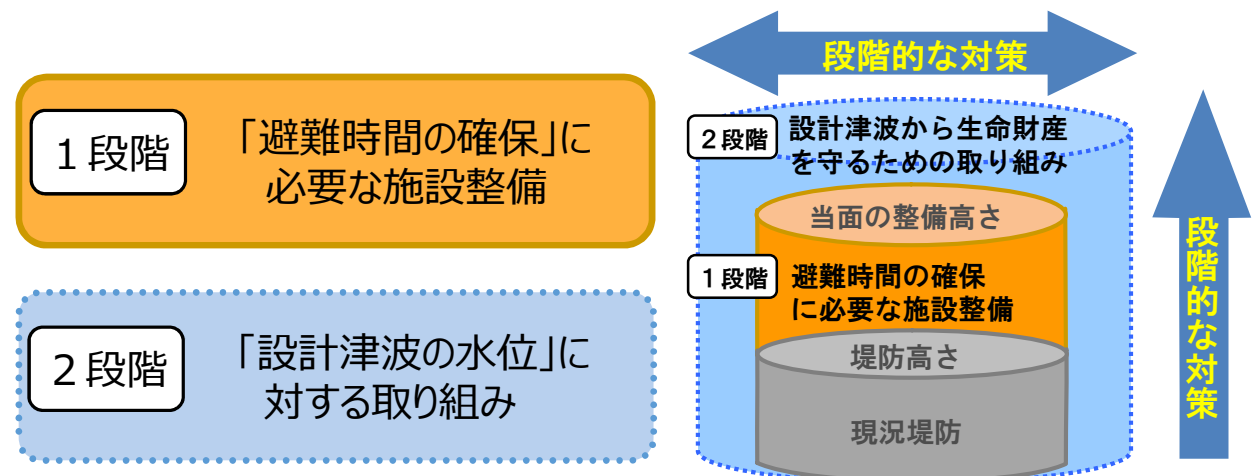 １段階
「避難時間の確保」に
必要な施設整備
２段階
「設計津波の水位」に
対する取り組み
段階的な対策
２段階
設計津波から生命財産
を守るための取り組み
当面の整備高さ
１段階
避難時間の確保
に必要な施設整備
堤防高さ
現況堤防
段階的な対策